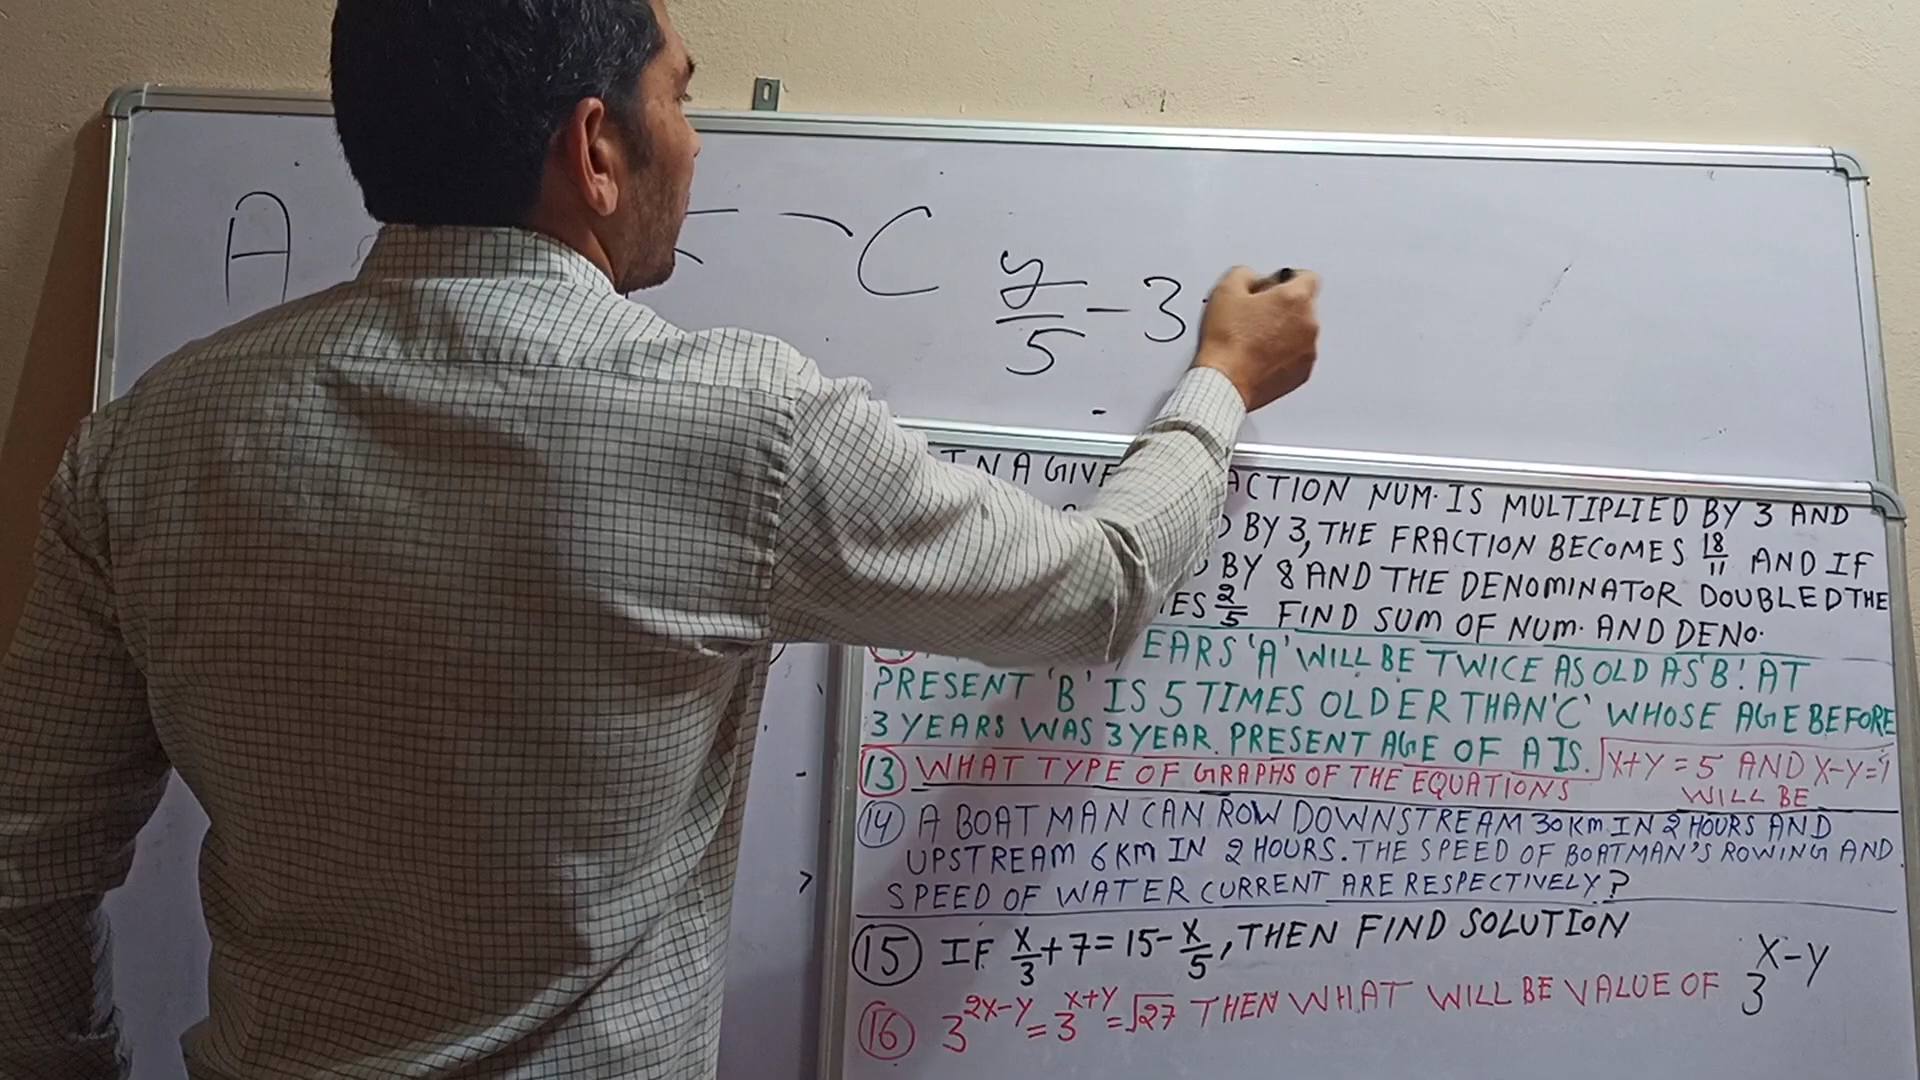 A C y/5 - 3
IN A GIVE ACTION NUM. IS MULTIPLIED BY 3 AND
BY 3, THE FRACTION BECOMES 18/11 AND IF
BY 8 AND THE DENOMINATOR DOUBLED THE
ES 2/5 FIND SUM OF NUM. AND DENO.
EARS 'A' WILL BE TWICE AS OLD AS 'B'. AT
PRESENT 'B' IS 5 TIMES OLDER THAN 'C' WHOSE AGE BEFORE
3 YEARS WAS 3 YEAR. PRESENT AGE OF A IS.
13 WHAT TYPE OF GRAPHS OF THE EQUATIONS x+y = 5 AND x-y=1
WILL BE
14 A BOAT MAN CAN ROW DOWNSTREAM 30 KM IN 2 HOURS AND
UPSTREAM 6 KM IN 2 HOURS. THE SPEED OF BOATMAN'S ROWING AND
SPEED OF WATER CURRENT ARE RESPECTIVELY?
15 IF x/3 + 7 = 15 - x/5, THEN FIND SOLUTION
16 3^(2x-y) = 3^(x+y) = √27 THEN WHAT WILL BE VALUE OF 3^(x-y)